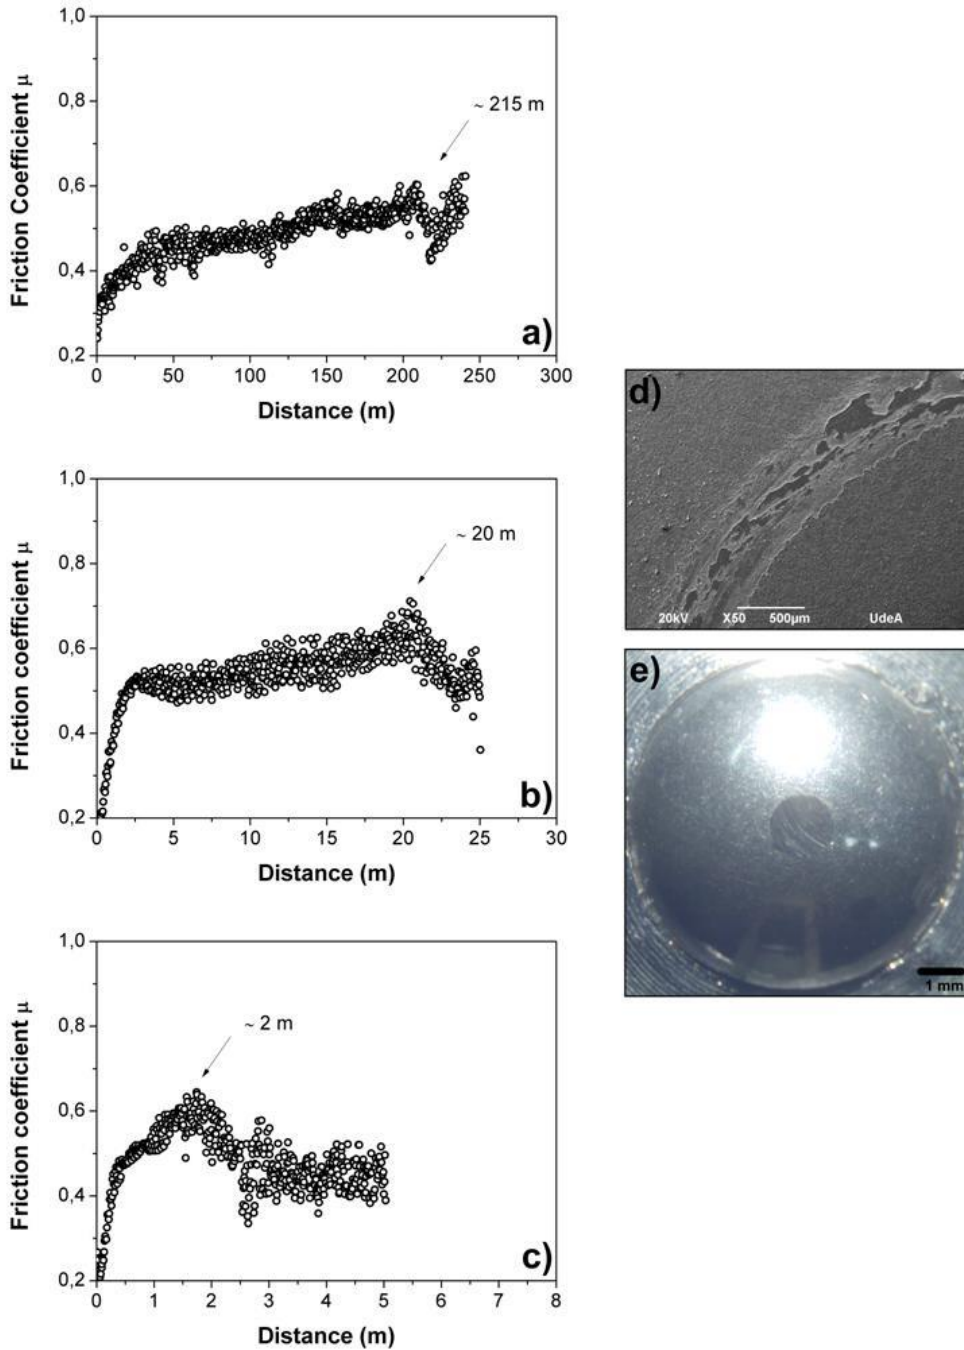 1,0
0,8
0,6
0,4
0,2
Friction Coefficient μ
~ 215 m
a)
0 50 100 150 200 250 300
Distance (m)
1,0
0,8
0,6
0,4
0,2
Friction coefficient μ
~ 20 m
b)
0 5 10 15 20 25 30
Distance (m)
1,0
0,8
0,6
0,4
0,2
Friction coefficient μ
~ 2 m
c)
0 1 2 3 4 5 6 7 8
Distance (m)
d)
20kV X50 500μm UdeA
e)
1 mm